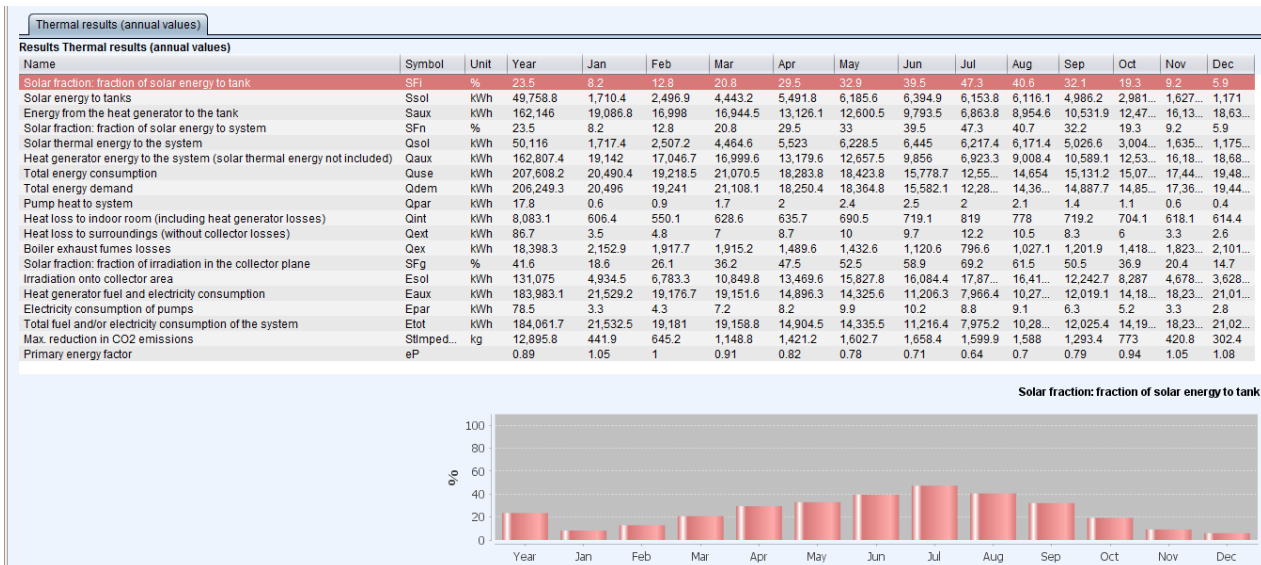 Thermal results (annual values)
Results Thermal results (annual values)
Name Symbol Unit Year Jan Feb Mar Apr May Jun Jul Aug Sep Oct Nov Dec
Solar fraction: fraction of solar energy to tank SFi % 23.5 8.2 12.8 20.8 29.5 32.9 39.5 47.3 40.6 32.1 19.3 9.2 5.9
Solar energy to tanks Ssol kWh 49,758.8 1,710.4 2,496.9 4,443.2 5,491.8 6,185.6 6,394.9 6,153.8 6,116.1 4,986.2 2,981... 1,627... 1,171
Energy from the heat generator to the tank Saux kWh 162,146 19,086.8 16,998 16,944.5 13,126.1 12,600.5 9,793.5 6,863.8 8,954.6 10,531.9 12,47... 16,13... 18,63...
Solar fraction: fraction of solar energy to system SFn % 23.5 8.2 12.8 20.8 29.5 33 39.5 47.3 40.7 32.2 19.3 9.2 5.9
Solar thermal energy to the system Qsol kWh 50,116 1,717.4 2,507.2 4,464.6 5,523 6,228.5 6,445 6,217.4 6,171.4 5,026.6 3,004... 1,635... 1,175...
Heat generator energy to the system (solar thermal energy not included) Qaux kWh 162,807.4 19,142 17,046.7 16,999.6 13,179.6 12,657.5 9,856 6,923.3 9,008.4 10,589.1 12,53... 16,18... 18,68...
Total energy consumption Quse kWh 207,608.2 20,490.4 19,218.5 21,070.5 18,283.8 18,423.8 15,778.7 12,55... 14,654 15,131.2 15,07... 17,44... 19,48...
Total energy demand Qdem kWh 206,249.3 20,496 19,241 21,108.1 18,250.4 18,364.8 15,582.1 12,28... 14,36... 14,887.7 14,85... 17,36... 19,44...
Pump heat to system Qpar kWh 17.8 0.6 0.9 1.7 2 2.4 2.5 2 2.1 1.4 1.1 0.6 0.4
Heat loss to indoor room (including heat generator losses) Qint kWh 8,083.1 606.4 550.1 628.6 635.7 690.5 719.1 819 778 719.2 704.1 618.1 614.4
Heat loss to surroundings (without collector losses) Qext kWh 86.7 3.5 4.8 7 8.7 10 9.7 12.2 10.5 8.3 6 3.3 2.6
Boiler exhaust fumes losses Qex kWh 18,398.3 2,152.9 1,917.7 1,915.2 1,489.6 1,432.6 1,120.6 796.6 1,027.1 1,201.9 1,418... 1,823... 2,101...
Solar fraction: fraction of irradiation in the collector plane SFg % 41.6 18.6 26.1 36.2 47.5 52.5 58.9 69.2 61.5 50.5 36.9 20.4 14.7
Irradiation onto collector area Esol kWh 131,075 4,934.5 6,783.3 10,849.8 13,469.6 15,827.8 16,084.4 17,87... 16,41... 12,242.7 8,287 4,678... 3,628...
Heat generator fuel and electricity consumption Eaux kWh 183,983.1 21,529.2 19,176.7 19,151.6 14,896.3 14,325.6 11,206.3 7,966.4 10,27... 12,019.1 14,18... 18,23... 21,01...
Electricity consumption of pumps Epar kWh 78.5 3.3 4.3 7.2 8.2 9.9 10.2 8.8 9.1 6.3 5.2 3.3 2.8
Total fuel and/or electricity consumption of the system Etot kWh 184,061.7 21,532.5 19,181 19,158.8 14,904.5 14,335.5 11,216.4 7,975.2 10,28... 12,025.4 14,19... 18,23... 21,02...
Max. reduction in CO2 emissions StImped... kg 12,895.8 441.9 645.2 1,148.8 1,421.2 1,602.7 1,658.4 1,599.9 1,588 1,293.4 773 420.8 302.4
Primary energy factor eP 0.89 1.05 1 0.91 0.82 0.78 0.71 0.64 0.7 0.79 0.94 1.05 1.08
Solar fraction: fraction of solar energy to tank
100
80
60
40
20
0
%
Year Jan Feb Mar Apr May Jun Jul Aug Sep Oct Nov Dec